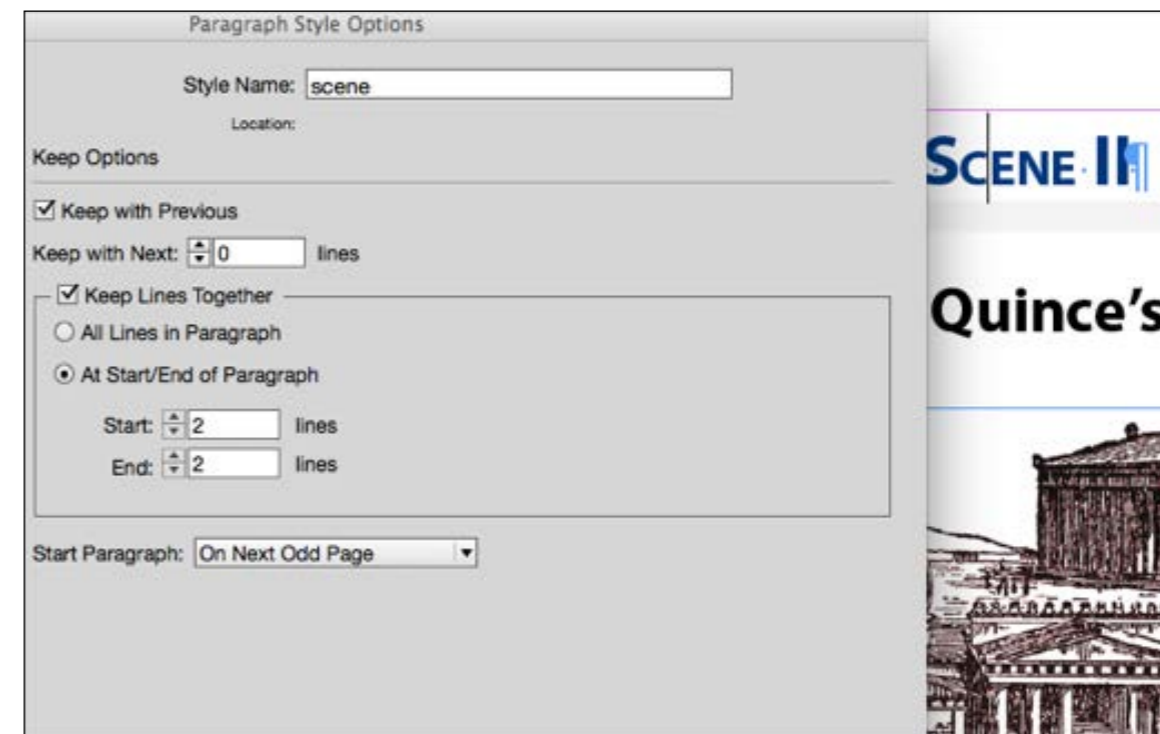 Paragraph Style Options
Style Name: scene
Location:
Keep Options
Keep with Previous
Keep with Next: 0 lines
Keep Lines Together
All Lines in Paragraph
At Start/End of Paragraph
Start: 2 lines
End: 2 lines
Start Paragraph: On Next Odd Page
SCENE II¶
Quince's